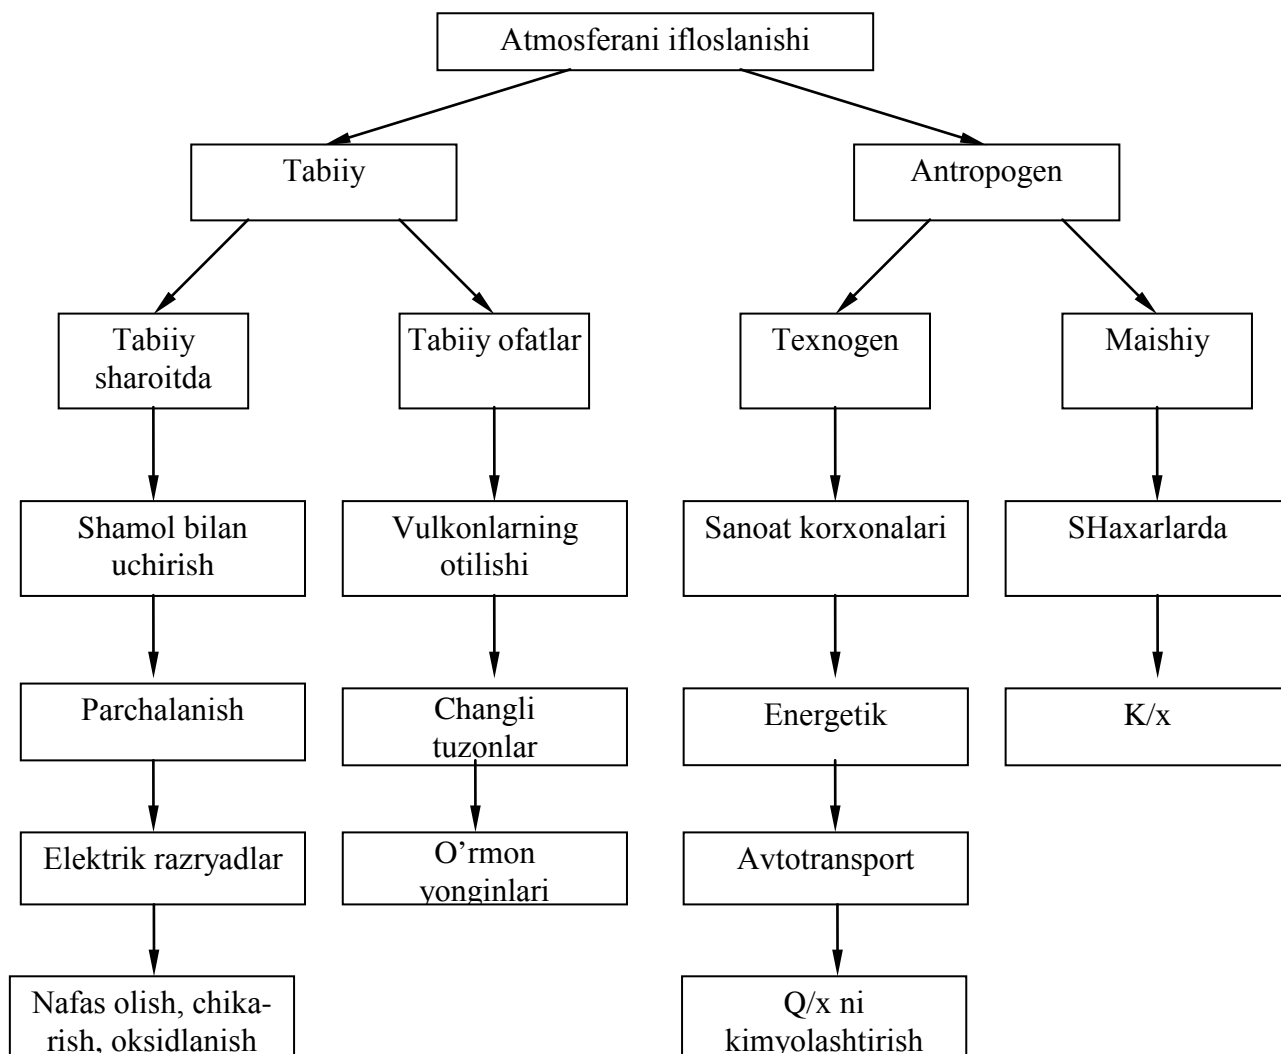 Atmosferani ifloslanishi
Tabiiy
Antropogen
Tabiiy
sharoitda
Tabiiy ofatlar
Texnogen
Maishiy
Shamol bilan
uchirish
Vulkonlarning
otilishi
Sanoat korxonalari
SHaxarlarda
Parchalanish
Changli
tuzonlar
Energetik
K/x
Elektrik razryadlar
O’rmon
yonginlari
Avtotransport
Nafas olish, chika-
rish, oksidlanish
Q/x ni
kimyolashtirish